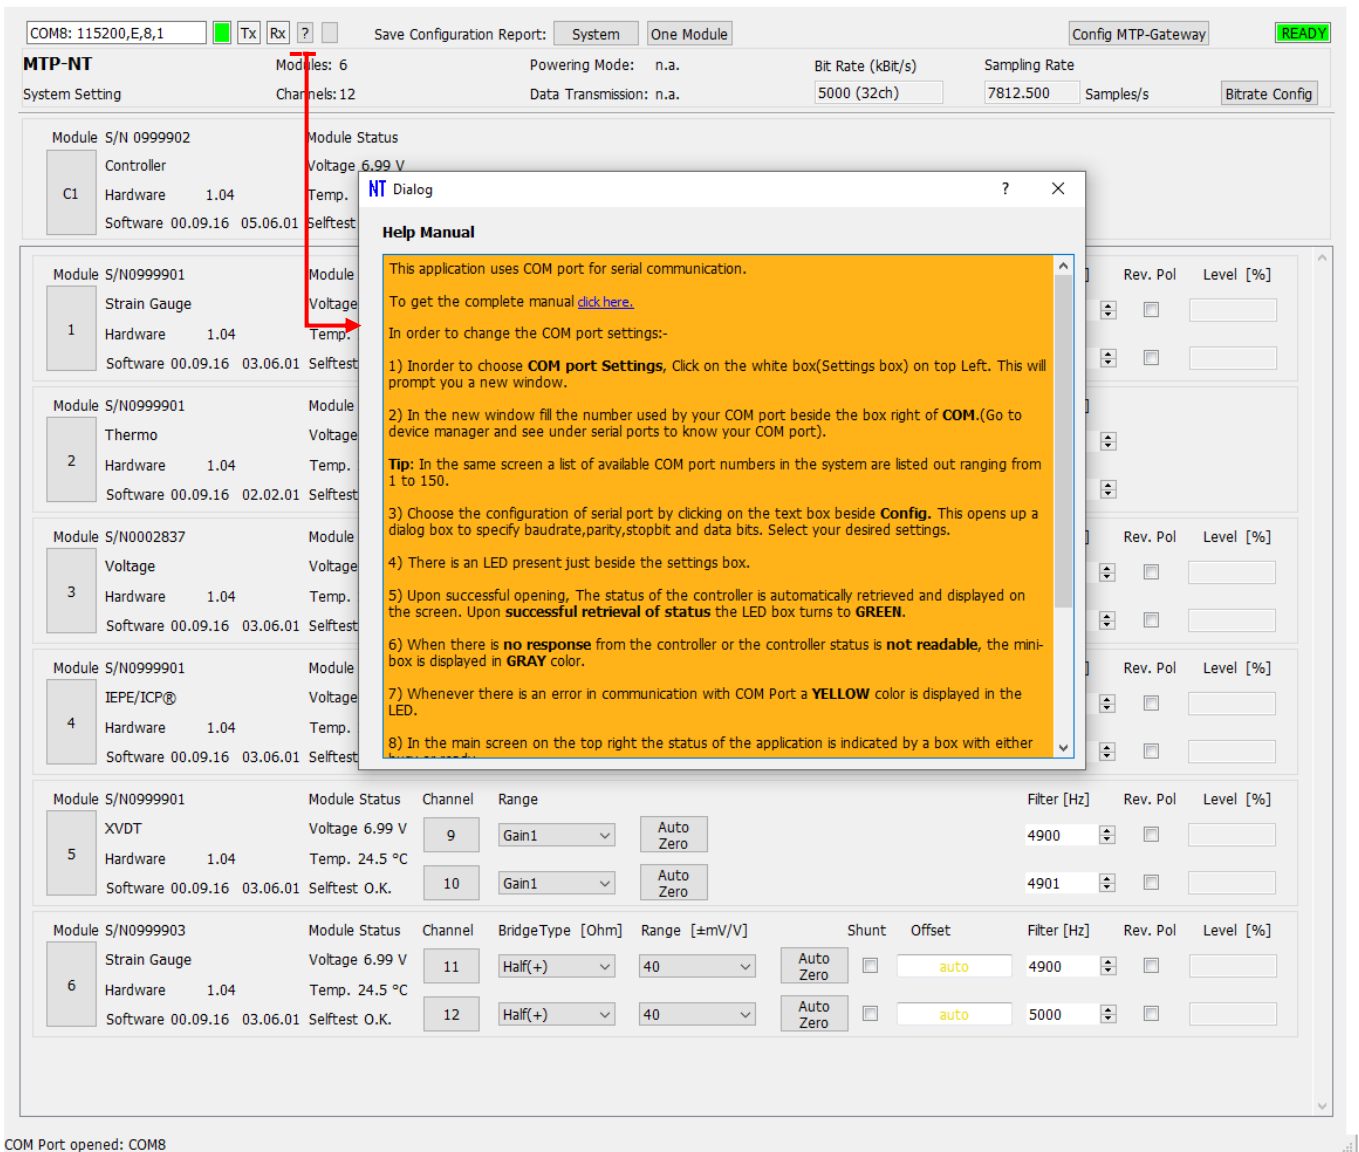 COM8: 115200,E,8,1 Tx Rx ? Save Configuration Report: System One Module Config MTP-Gateway READY
MTP-NT Modules: 6 Powering Mode: n.a. Bit Rate (kBit/s) Sampling Rate
System Setting Channels: 12 Data Transmission: n.a. 5000 (32ch) 7812.500 Samples/s Bitrate Config
Module S/N 0999902 Module Status
Controller Voltage 6.99 V
C1 Hardware 1.04 Temp.
Software 00.09.16 05.06.01 Selftest
NT Dialog ?
Help Manual
This application uses COM port for serial communication.
To get the complete manual click here.
In order to change the COM port settings:-
1) Inorder to choose COM port Settings, Click on the white box(Settings box) on top Left. This will
prompt you a new window.
2) In the new window fill the number used by your COM port beside the box right of COM.(Go to
device manager and see under serial ports to know your COM port).
Tip: In the same screen a list of available COM port numbers in the system are listed out ranging from
1 to 150.
3) Choose the configuration of serial port by clicking on the text box beside Config. This opens up a
dialog box to specify baudrate,parity,stopbit and data bits. Select your desired settings.
4) There is an LED present just beside the settings box.
5) Upon successful opening, The status of the controller is automatically retrieved and displayed on
the screen. Upon successful retrieval of status the LED box turns to GREEN.
6) When there is no response from the controller or the controller status is not readable, the mini-
box is displayed in GRAY color.
7) Whenever there is an error in communication with COM Port a YELLOW color is displayed in the
LED.
8) In the main screen on the top right the status of the application is indicated by a box with either
Module S/N0999901 Module ] Rev. Pol Level [%]
Strain Gauge Voltage
1 Hardware 1.04 Temp.
Software 00.09.16 03.06.01 Selftest
Module S/N0999901 Module ]
Thermo Voltage
2 Hardware 1.04 Temp.
Software 00.09.16 02.02.01 Selftest
Module S/N0002837 Module ] Rev. Pol Level [%]
Voltage Voltage
3 Hardware 1.04 Temp.
Software 00.09.16 03.06.01 Selftest
Module S/N0999901 Module ] Rev. Pol Level [%]
IEPE/ICP® Voltage
4 Hardware 1.04 Temp.
Software 00.09.16 03.06.01 Selftest
Module S/N0999901 Module Status Channel Range Filter [Hz] Rev. Pol Level [%]
XVDT Voltage 6.99 V 9 Gain1 Auto Zero 4900
5 Hardware 1.04 Temp. 24.5 °C
Software 00.09.16 03.06.01 Selftest O.K. 10 Gain1 Auto Zero 4901
Module S/N0999903 Module Status Channel BridgeType [Ohm] Range [±mV/V] Shunt Offset Filter [Hz] Rev. Pol Level [%]
Strain Gauge Voltage 6.99 V 11 Half(+) 40 Auto Zero auto 4900
6 Hardware 1.04 Temp. 24.5 °C
Software 00.09.16 03.06.01 Selftest O.K. 12 Half(+) 40 Auto Zero auto 5000
COM Port opened: COM8